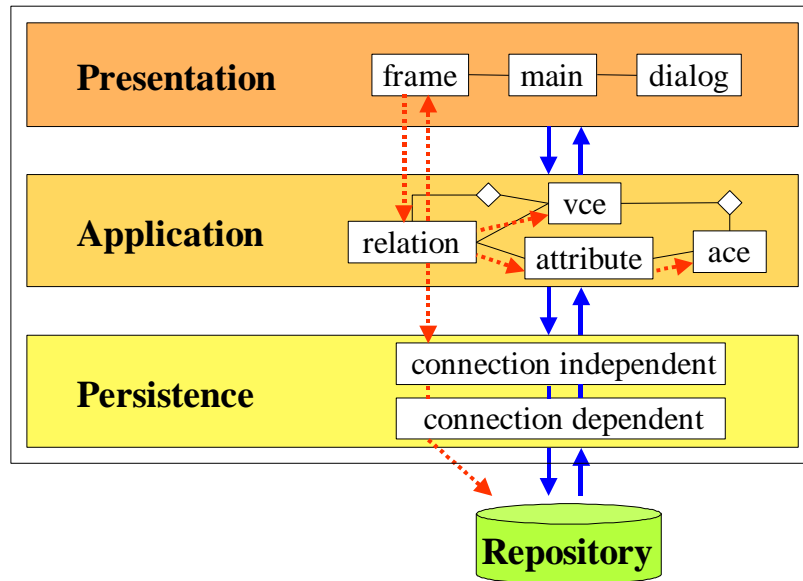 Presentation
frame
main
dialog
Application
relation
vce
attribute
ace
Persistence
connection independent
connection dependent
Repository